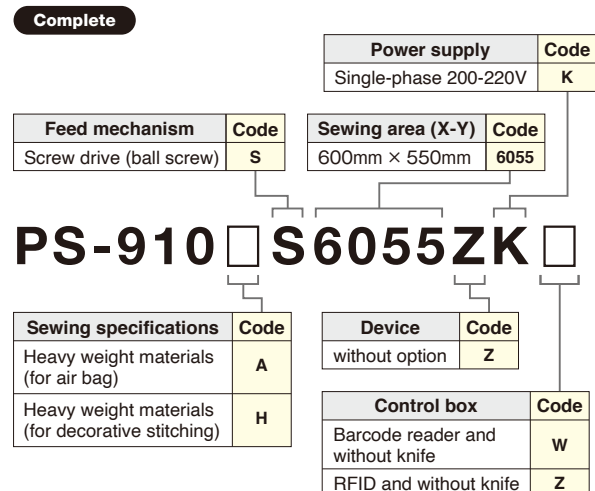 Complete
Power supply Code
Single-phase 200-220V K
Feed mechanism Code
Screw drive (ball screw) S
Sewing area (X-Y) Code
600mm × 550mm 6055
PS-910□S6055ZK□
Sewing specifications Code
Heavy weight materials
(for air bag) A
Heavy weight materials
(for decorative stitching) H
Device Code
without option Z
Control box Code
Barcode reader and
without knife W
RFID and without knife Z